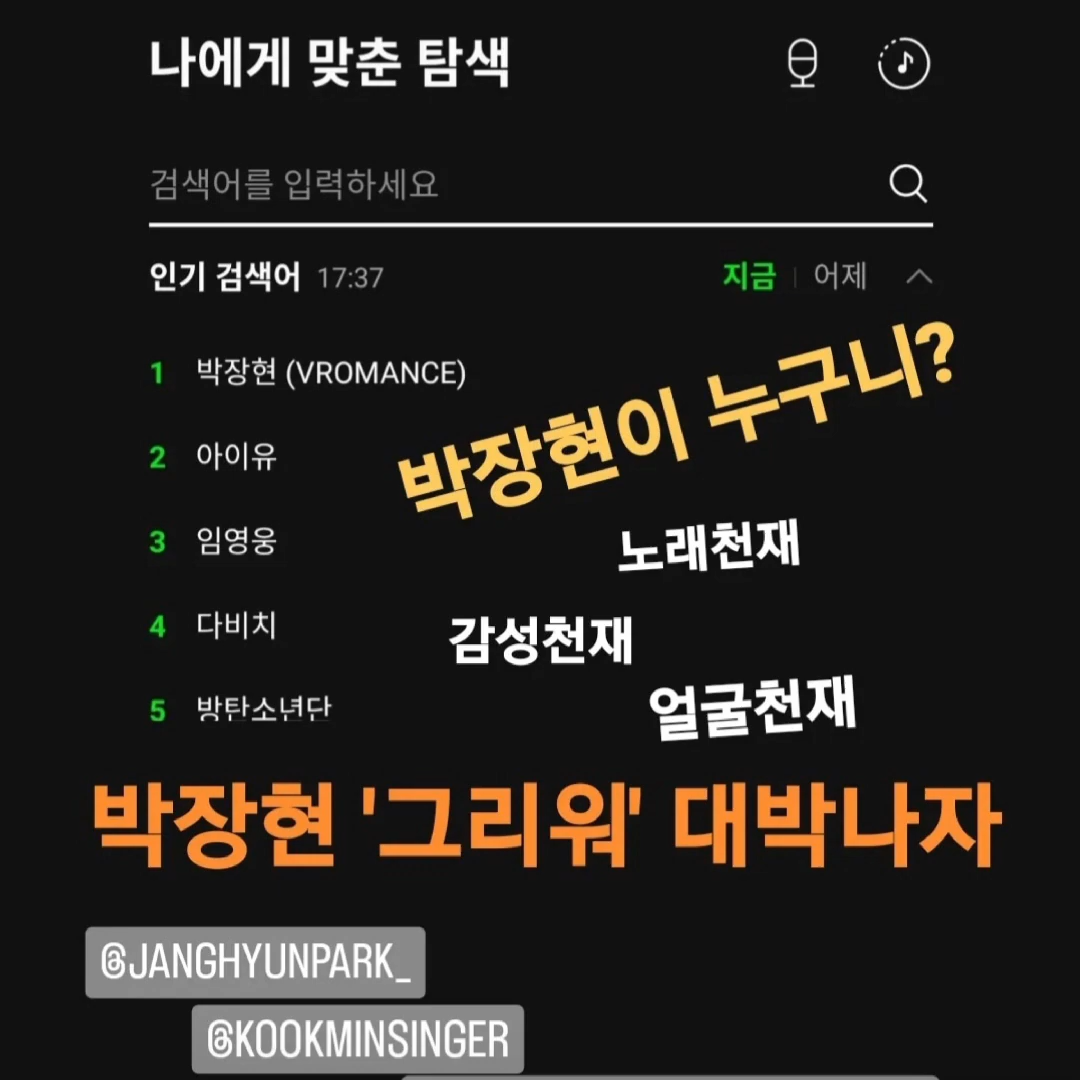 나에게 맞춘 탐색
검색어를 입력하세요
인기 검색어 17:37 지금 | 어제
1 박장현 (VROMANCE)
박장현이 누구니?
2 아이유
3 임영웅
노래천재
4 다비치
감성천재
5 방탄소년단
얼굴천재
박장현 '그리워' 대박나자
@JANGHYUNPARK_
@KOOKMINSINGER